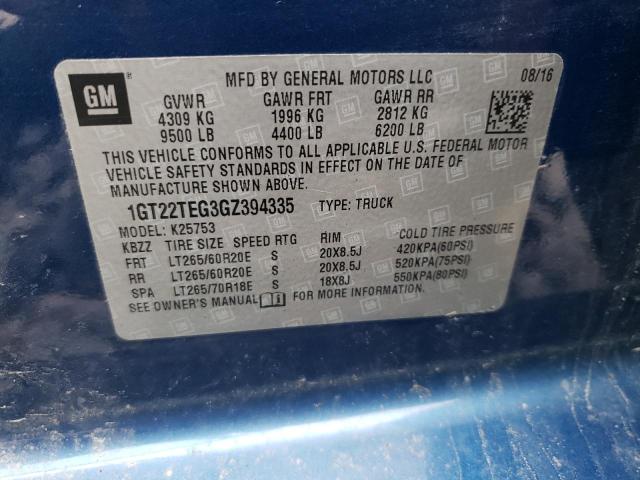 GM
MFD BY GENERAL MOTORS LLC 08/16
GVWR GAWR FRT GAWR RR
4309 KG 1996 KG 2812 KG
9500 LB 4400 LB 6200 LB
THIS VEHICLE CONFORMS TO ALL APPLICABLE U.S. FEDERAL MOTOR
VEHICLE SAFETY STANDARDS IN EFFECT ON THE DATE OF
MANUFACTURE SHOWN ABOVE.
1GT22TEG3GZ394335 TYPE: TRUCK
MODEL: K25753
KBZZ TIRE SIZE SPEED RTG RIM COLD TIRE PRESSURE
FRT LT265/60R20E S 20X8.5J 420KPA(60PSI)
RR LT265/60R20E S 20X8.5J 520KPA(75PSI)
SPA LT265/70R18E S 18X8J 550KPA(80PSI)
SEE OWNER'S MANUAL FOR MORE INFORMATION.